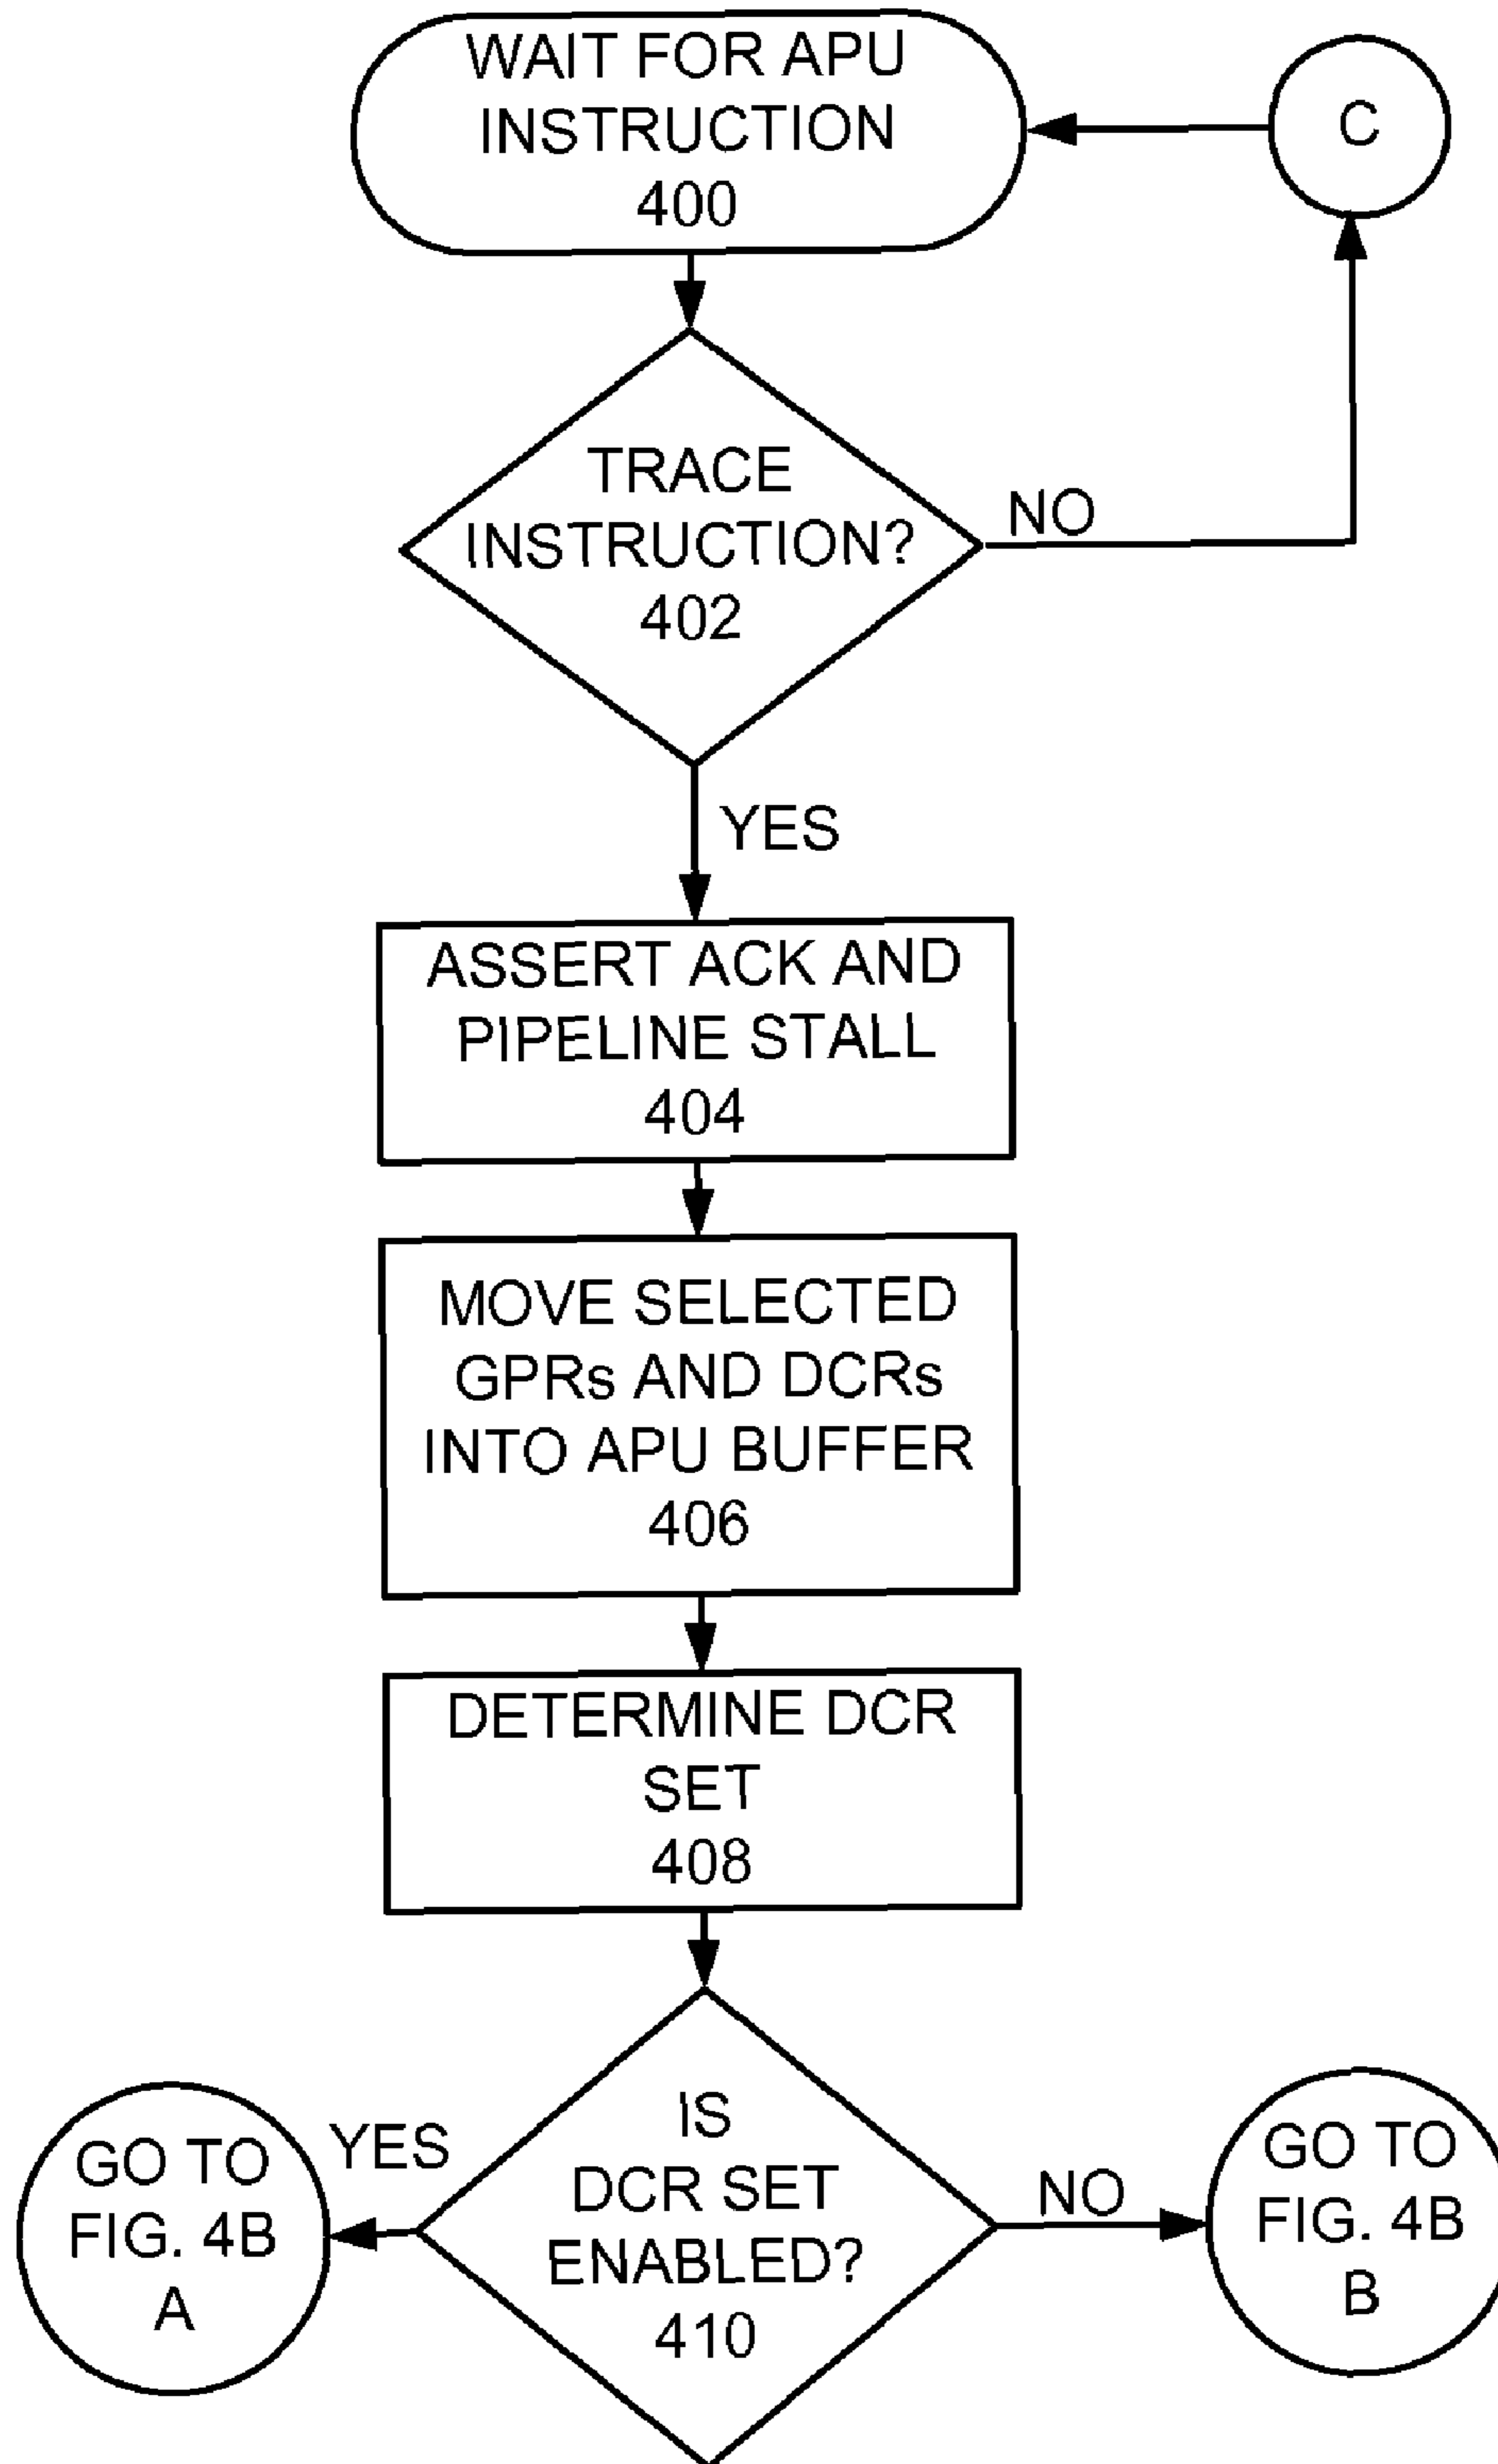 WAIT FOR APU
INSTRUCTION
400
C
TRACE
INSTRUCTION?
402
NO
YES
ASSERT ACK AND
PIPELINE STALL
404
MOVE SELECTED
GPRs AND DCRs
INTO APU BUFFER
406
DETERMINE DCR
SET
408
IS
DCR SET
ENABLED?
410
YES
GO TO
FIG. 4B
A
NO
GO TO
FIG. 4B
B